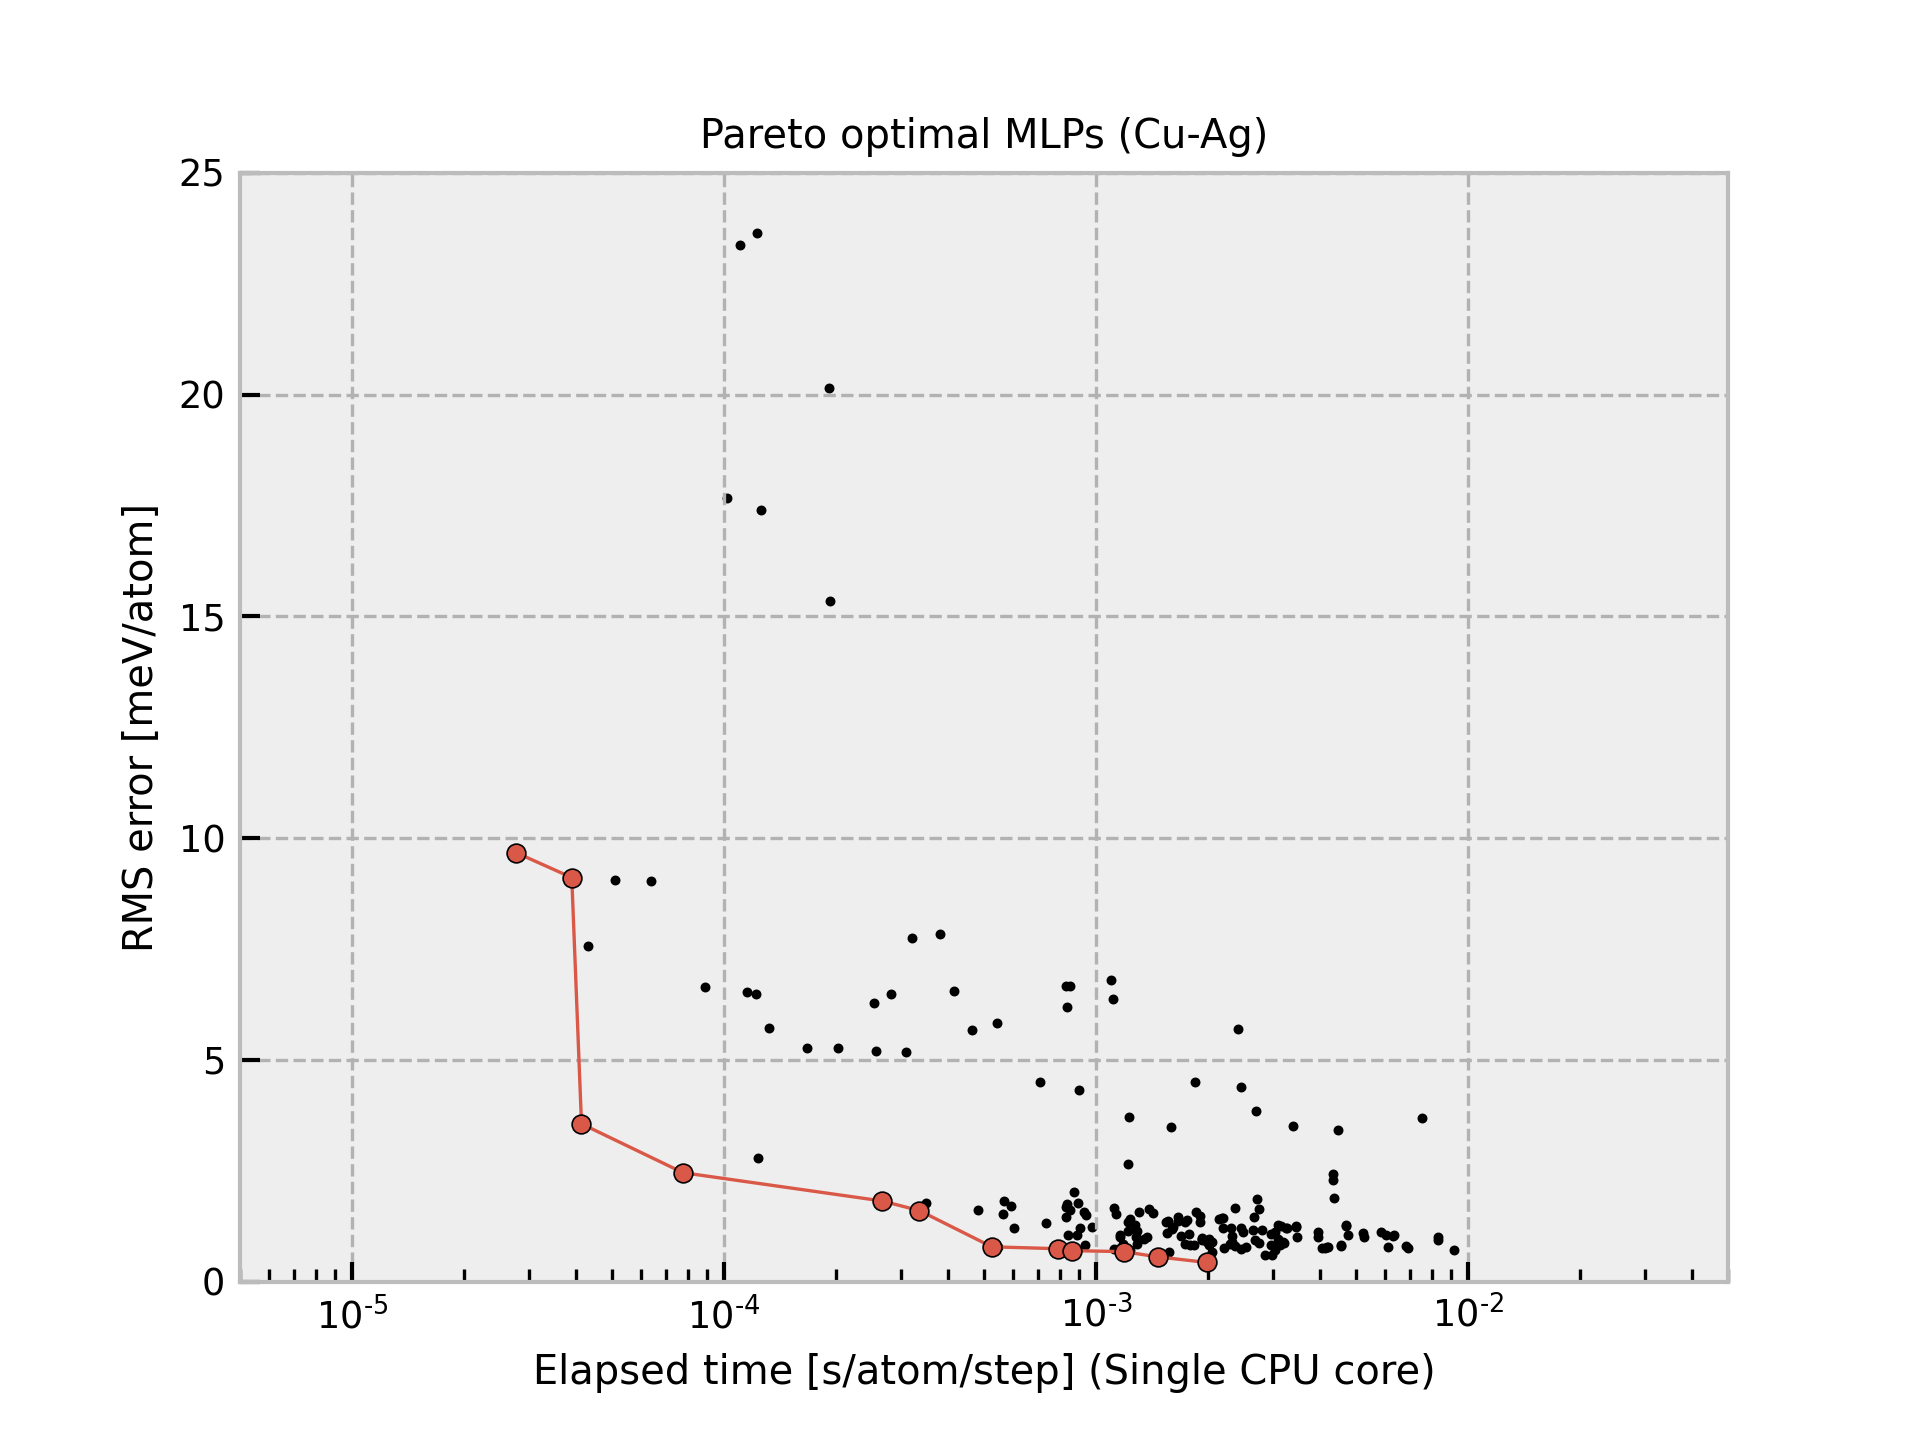 Pareto optimal MLPs (Cu-Ag)
RMS error [meV/atom]
25
20
15
10
5
0
10-5 10-4 10-3 10-2
Elapsed time [s/atom/step] (Single CPU core)